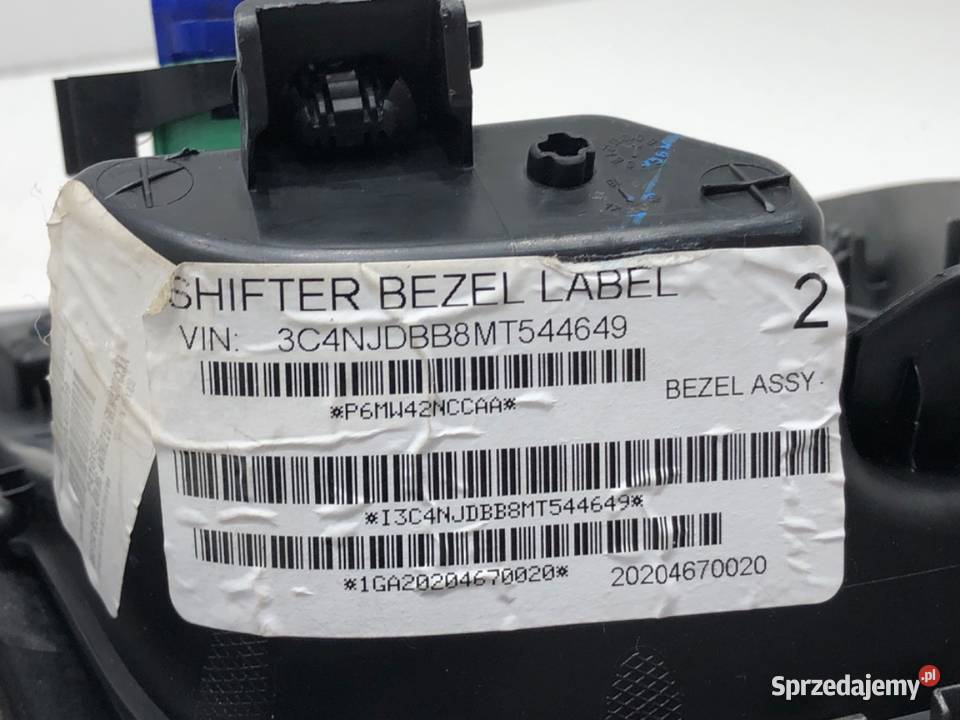 SHIFTER BEZEL LABEL
2
VIN: 3C4NJDBB8MT544649
BEZEL ASSY
*P6MW42NCCAA*
*I3C4NJDBB8MT544649*
*1GA20204670020* 20204670020
Sprzedajemy.pl